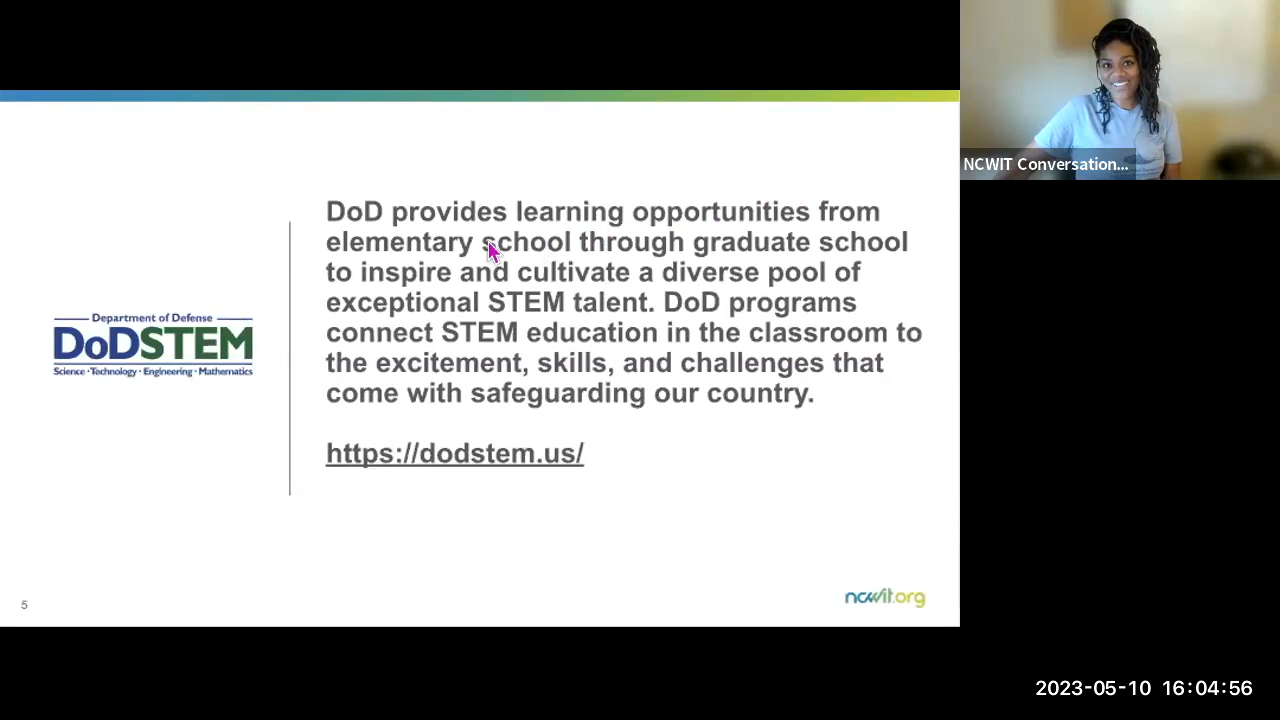 NCWIT Conversation...
DoD provides learning opportunities from
elementary school through graduate school
to inspire and cultivate a diverse pool of
exceptional STEM talent. DoD programs
connect STEM education in the classroom to
the excitement, skills, and challenges that
come with safeguarding our country.
https://dodstem.us/
Department of Defense
DoDSTEM
Science · Technology · Engineering · Mathematics
5
ncwit.org
2023-05-10 16:04:56